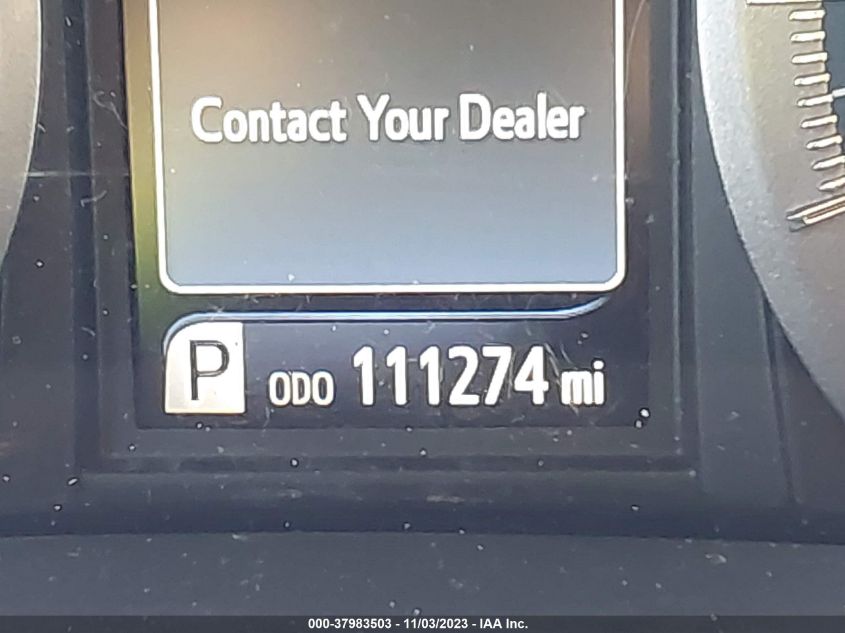 Contact Your Dealer
P ODO 111274 mi
000-37983503 - 11/03/2023 - IAA Inc.